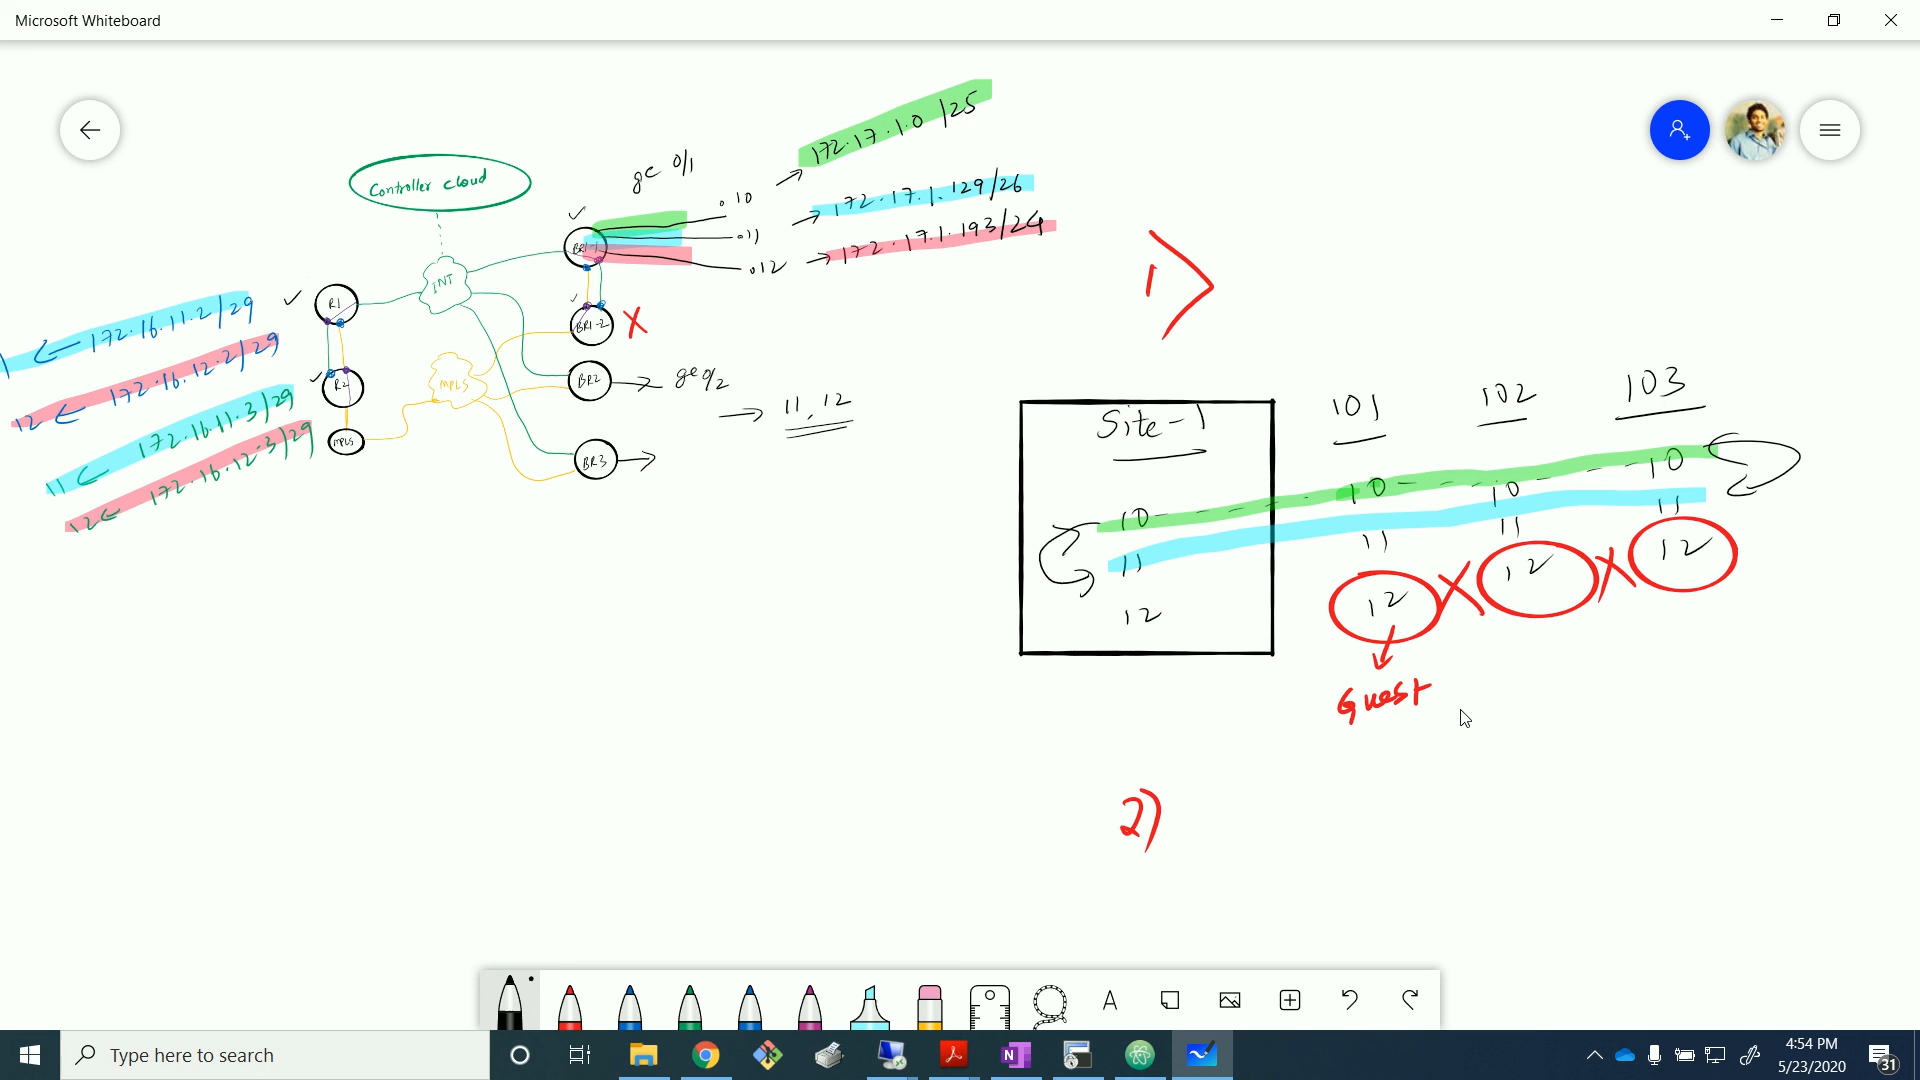 Microsoft Whiteboard
172.17.1.0 /25
ge 0/1
.10
172.17.1.129/26
.11
172.17.1.193/24
.12
Controller cloud
BR1-1
INT
R1
172.16.11.2/29
172.16.12.2/29
12
BR1-2
X
R2
MPLS
BR2
ge 0/2
11, 12
172.16.11.3/29
11
172.16.12.3/29
12
MPLS
BR3
1)
Site-1
101
102
103
10
10
10
10
11
11
11
11
12
12
X
12
X
12
Guest
2)
A
Type here to search
4:54 PM
5/23/2020
31